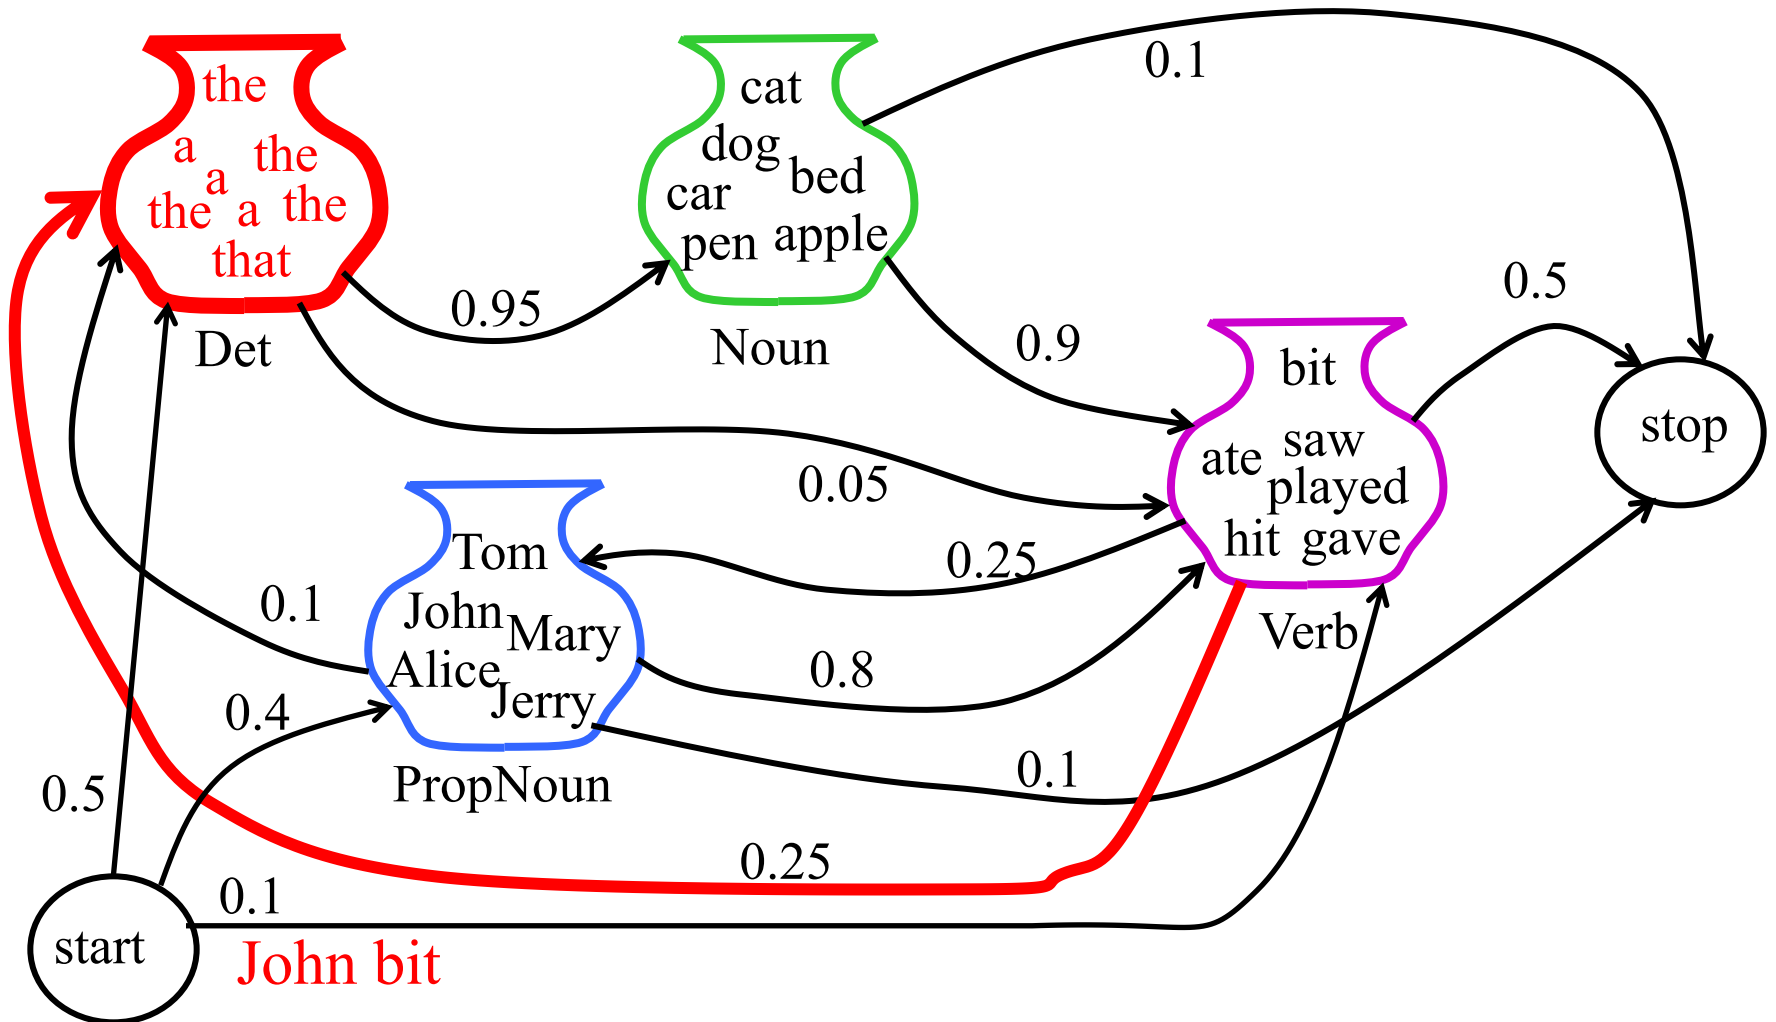 the
a
the
a
the
a
the
that
Det
cat
dog
bed
car
pen
apple
Noun
0.1
0.95
0.9
0.5
bit
saw
ate
played
hit
gave
Verb
stop
0.05
0.25
Tom
John
Mary
Alice
Jerry
PropNoun
0.1
0.8
0.4
0.1
0.5
0.25
0.1
start
John bit